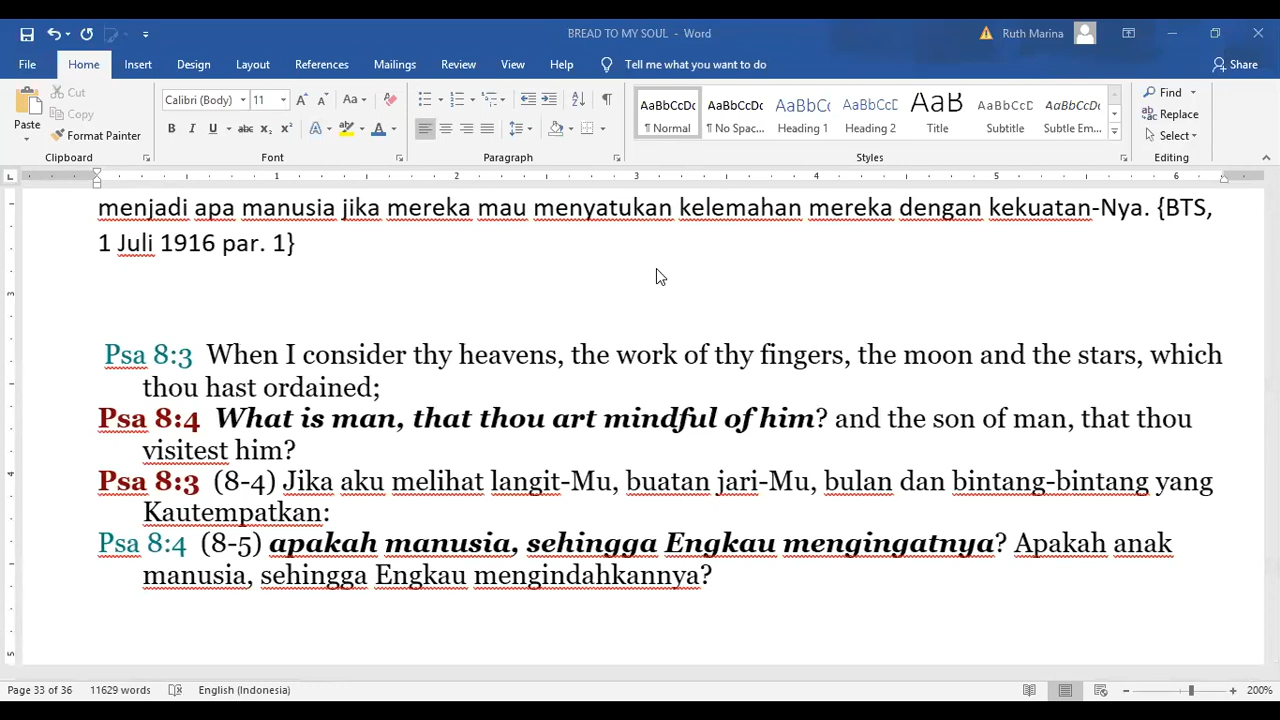 BREAD TO MY SOUL - Word
Ruth Marina
File Home Insert Design Layout References Mailings Review View Help Tell me what you want to do Share
Paste
Cut
Copy
Format Painter
Clipboard
Calibri (Body) 11
Font
Paragraph
AaBbCcDc AaBbCcDc AaBbCc AaBbCcD AaB AaBbCcD AaBbCcDc
¶ Normal ¶ No Spac... Heading 1 Heading 2 Title Subtitle Subtle Em...
Styles
Find
Replace
Select
Editing
1 2 3 4 5 6
menjadi apa manusia jika mereka mau menyatukan kelemahan mereka dengan kekuatan-Nya. {BTS,
1 Juli 1916 par. 1}
Psa 8:3 When I consider thy heavens, the work of thy fingers, the moon and the stars, which
thou hast ordained;
Psa 8:4 What is man, that thou art mindful of him? and the son of man, that thou
visitest him?
Psa 8:3 (8-4) Jika aku melihat langit-Mu, buatan jari-Mu, bulan dan bintang-bintang yang
Kautempatkan:
Psa 8:4 (8-5) apakah manusia, sehingga Engkau mengingatnya? Apakah anak
manusia, sehingga Engkau mengindahkannya?
Page 33 of 36 11629 words English (Indonesia) 200%